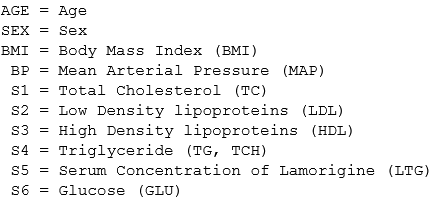 AGE = Age
SEX = Sex
BMI = Body Mass Index (BMI)
BP = Mean Arterial Pressure (MAP)
S1 = Total Cholesterol (TC)
S2 = Low Density lipoproteins (LDL)
S3 = High Density lipoproteins (HDL)
S4 = Triglyceride (TG, TCH)
S5 = Serum Concentration of Lamorigine (LTG)
S6 = Glucose (GLU)